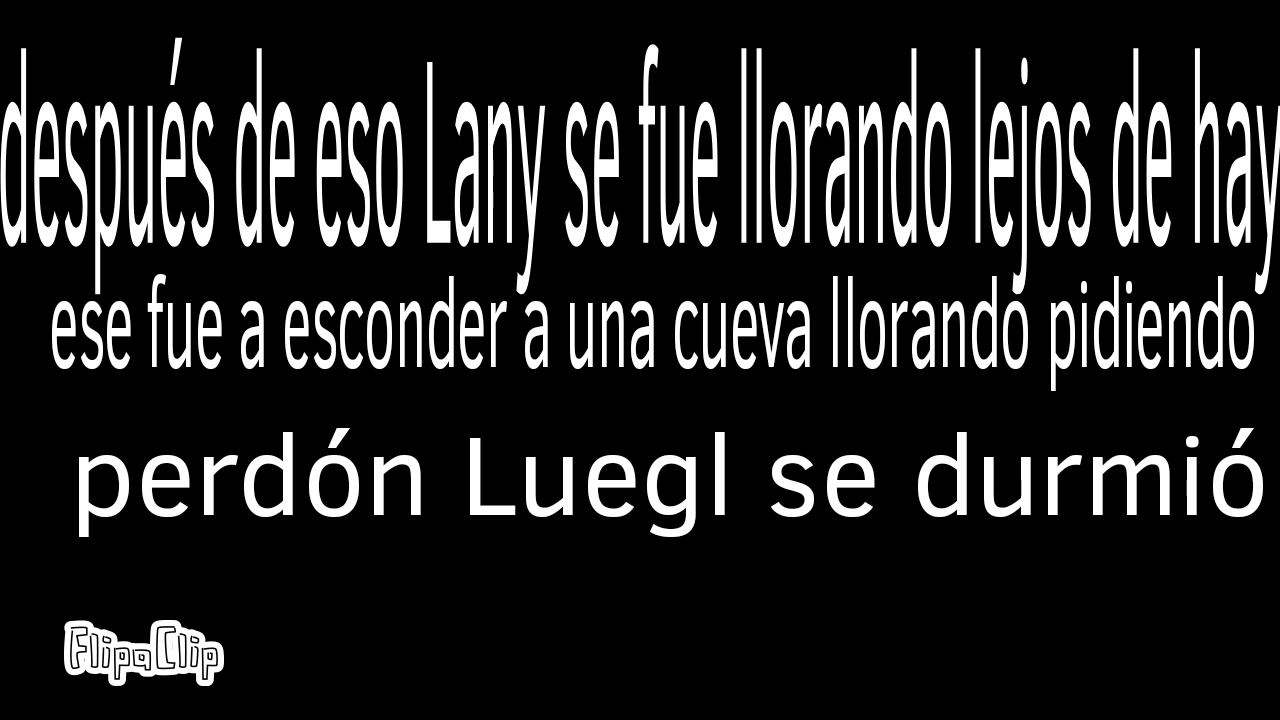 después de eso Lany se fue llorando lejos de hay
ese fue a esconder a una cueva llorando pidiendo
perdón Luegl se durmió
FlipaClip